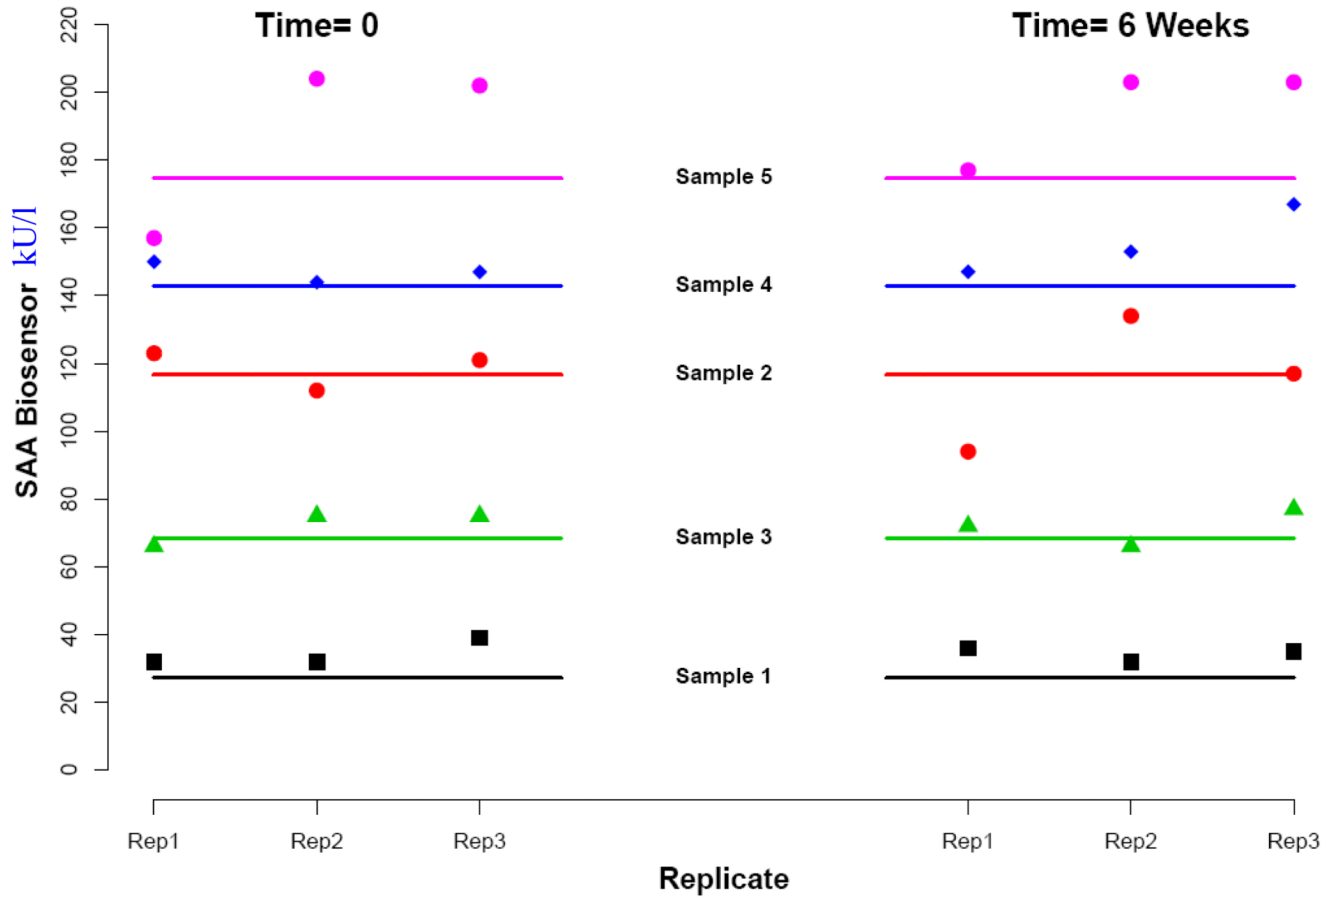 Time= 0
Time= 6 Weeks
SAA Biosensor kU/l
220
200
180
160
140
120
100
80
60
40
20
0
Sample 5
Sample 4
Sample 2
Sample 3
Sample 1
Rep1 Rep2 Rep3 Rep1 Rep2 Rep3
Replicate